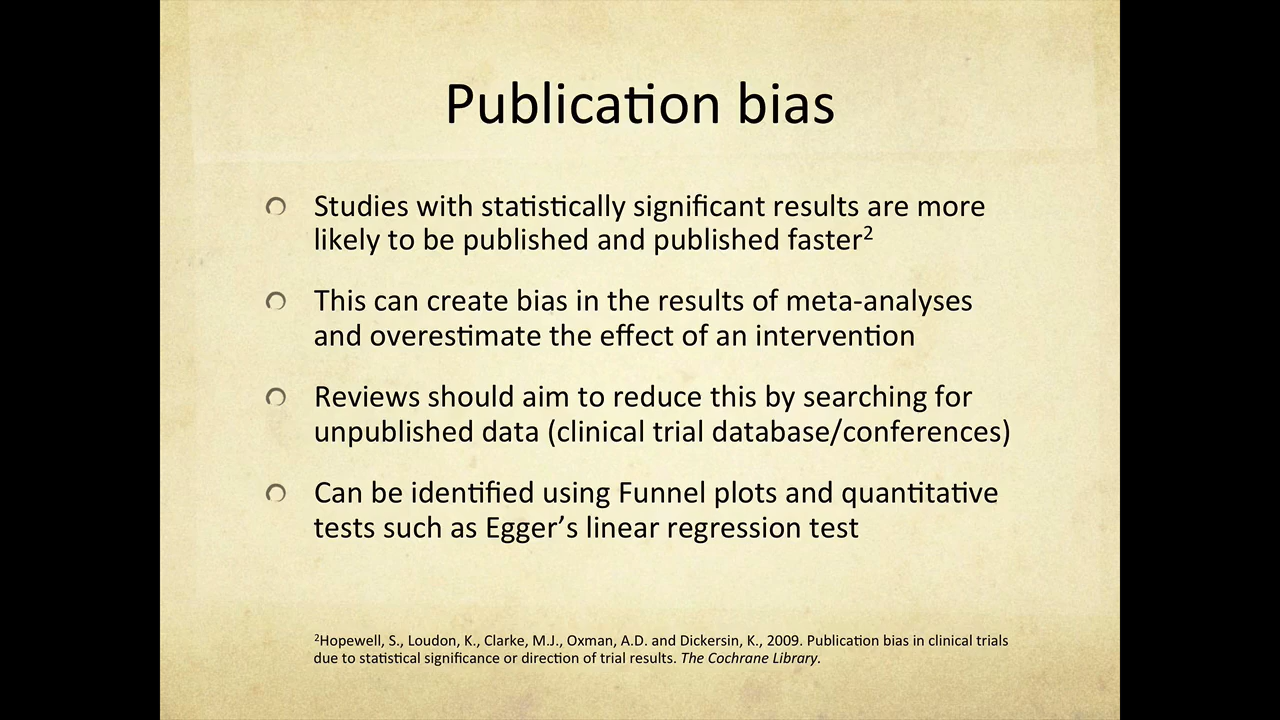 Publication bias
Studies with statistically significant results are more
likely to be published and published faster²
This can create bias in the results of meta-analyses
and overestimate the effect of an intervention
Reviews should aim to reduce this by searching for
unpublished data (clinical trial database/conferences)
Can be identified using Funnel plots and quantitative
tests such as Egger’s linear regression test
²Hopewell, S., Loudon, K., Clarke, M.J., Oxman, A.D. and Dickersin, K., 2009. Publication bias in clinical trials
due to statistical significance or direction of trial results. The Cochrane Library.